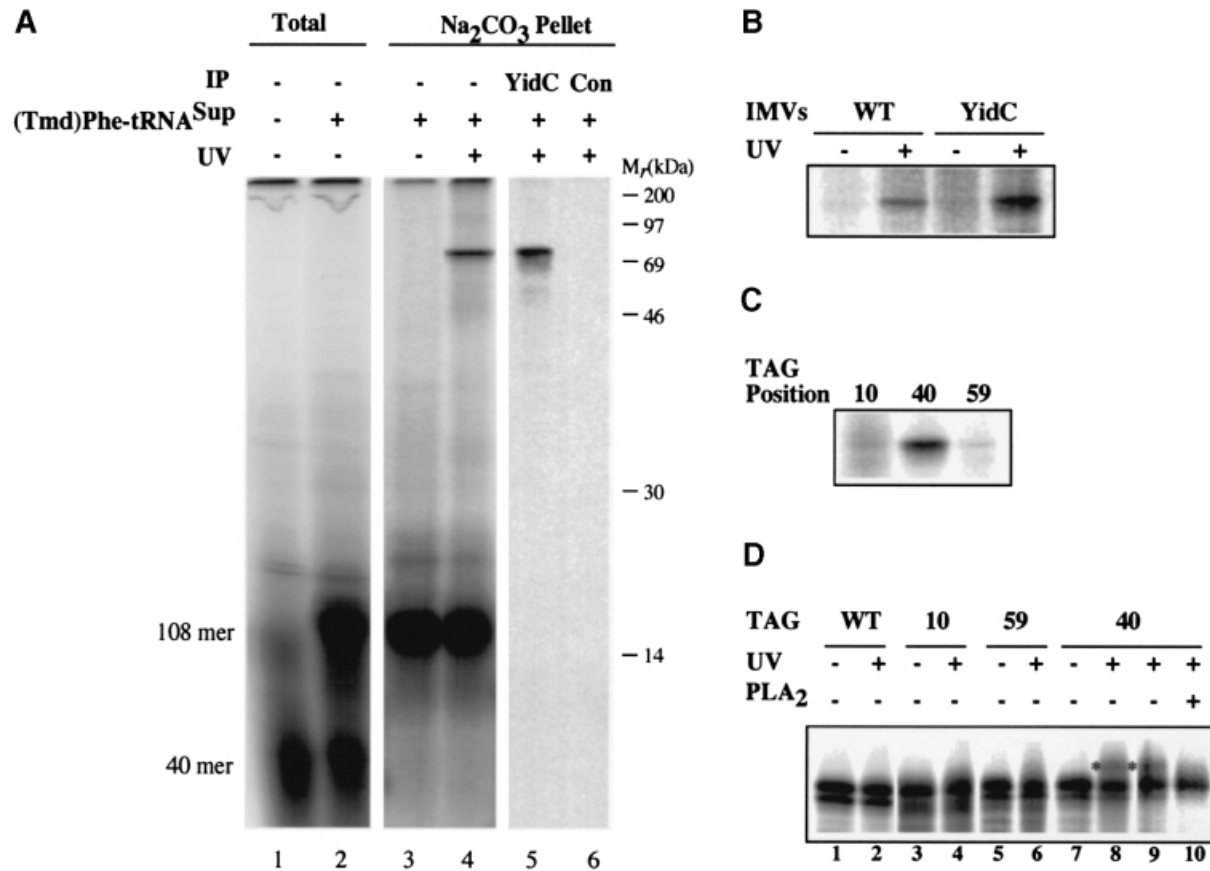 A
Total Na2CO3 Pellet
IP - - - - YidC Con
(Tmd)Phe-tRNASup - + + + + +
UV - - - + + +
Mr(kDa)
200
97
69
46
30
108 mer
14
40 mer
1 2 3 4 5 6
B
IMVs WT YidC
UV - + - +
C
TAG
Position 10 40 59
D
TAG WT 10 59 40
UV - + - + - + - + + +
PLA2 - - - - - - - - - +
* *
1 2 3 4 5 6 7 8 9 10